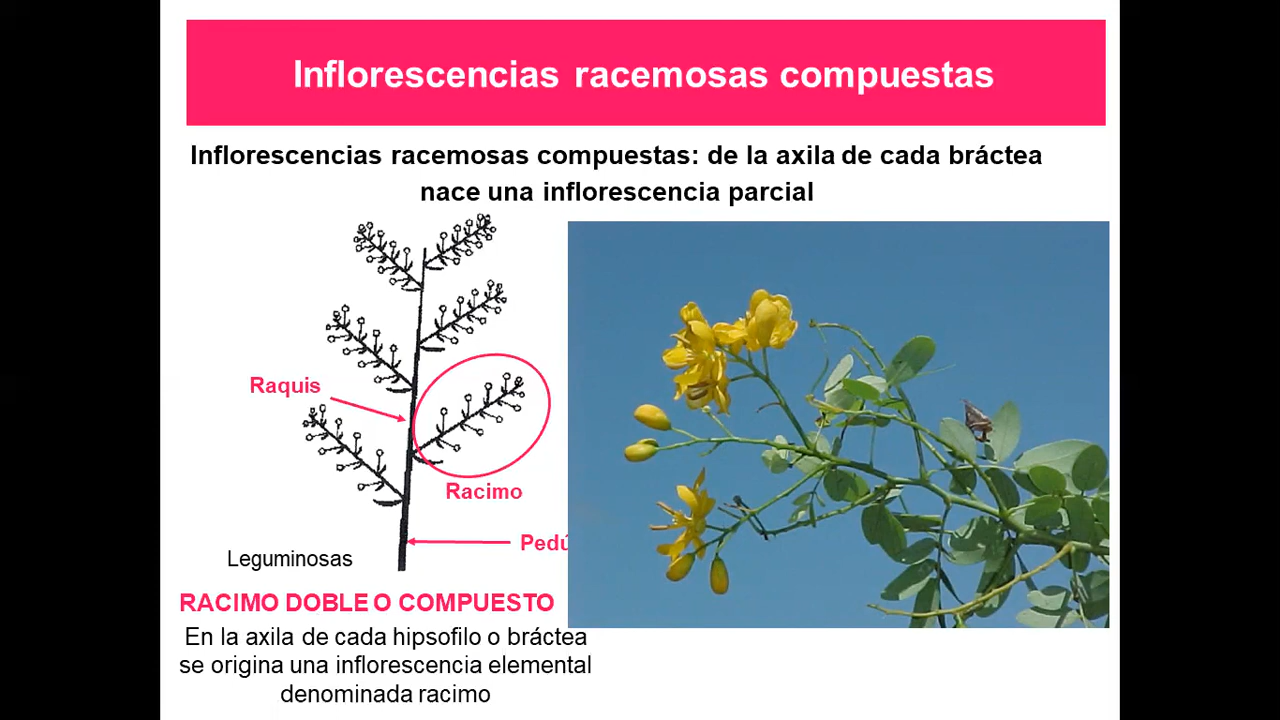 Inflorescencias racemosas compuestas
Inflorescencias racemosas compuestas: de la axila de cada bráctea
nace una inflorescencia parcial
Raquis
Racimo
Leguminosas
RACIMO DOBLE O COMPUESTO
En la axila de cada hipsofilo o bráctea
se origina una inflorescencia elemental
denominada racimo